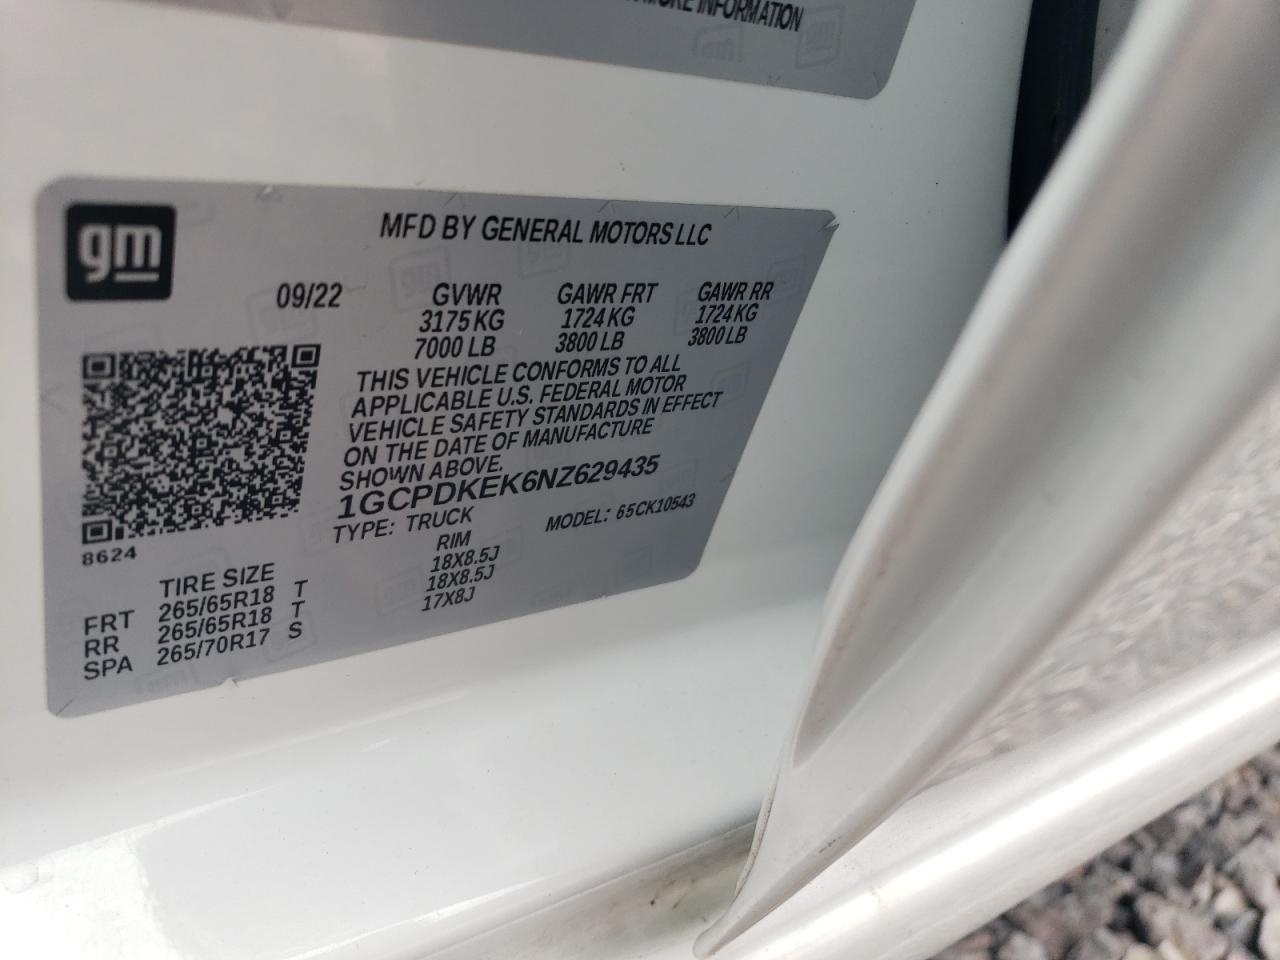 MORE INFORMATION
gm
MFD BY GENERAL MOTORS LLC
09/22 GVWR GAWR FRT GAWR RR
3175 KG 1724 KG 1724 KG
7000 LB 3800 LB 3800 LB
THIS VEHICLE CONFORMS TO ALL
APPLICABLE U.S. FEDERAL MOTOR
VEHICLE SAFETY STANDARDS IN EFFECT
ON THE DATE OF MANUFACTURE
SHOWN ABOVE.
1GCPDKEK6NZ629435
TYPE: TRUCK MODEL: 65CK10543
8624
TIRE SIZE RIM
FRT 265/65R18 T 18X8.5J
RR 265/65R18 T 18X8.5J
SPA 265/70R17 S 17X8J